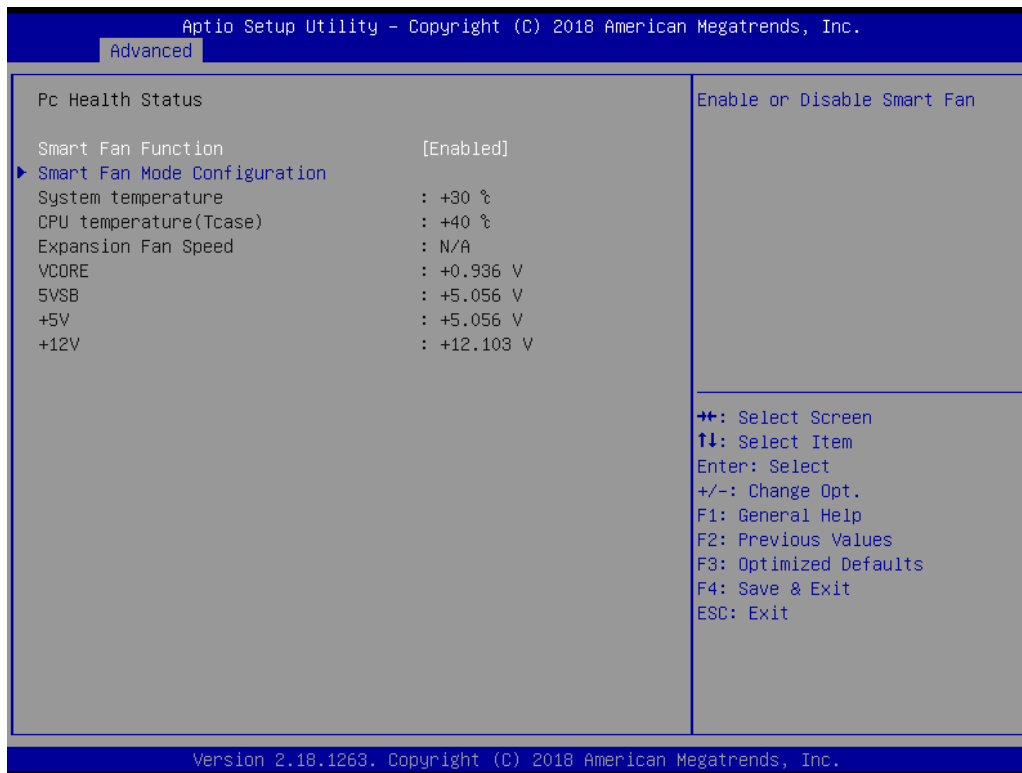 Aptio Setup Utility – Copyright (C) 2018 American Megatrends, Inc.
Advanced
Pc Health Status
Smart Fan Function [Enabled]
▶ Smart Fan Mode Configuration
System temperature : +30 ℃
CPU temperature(Tcase) : +40 ℃
Expansion Fan Speed : N/A
VCORE : +0.936 V
5VSB : +5.056 V
+5V : +5.056 V
+12V : +12.103 V
Enable or Disable Smart Fan
→←: Select Screen
↑↓: Select Item
Enter: Select
+/-: Change Opt.
F1: General Help
F2: Previous Values
F3: Optimized Defaults
F4: Save & Exit
ESC: Exit
Version 2.18.1263. Copyright (C) 2018 American Megatrends, Inc.